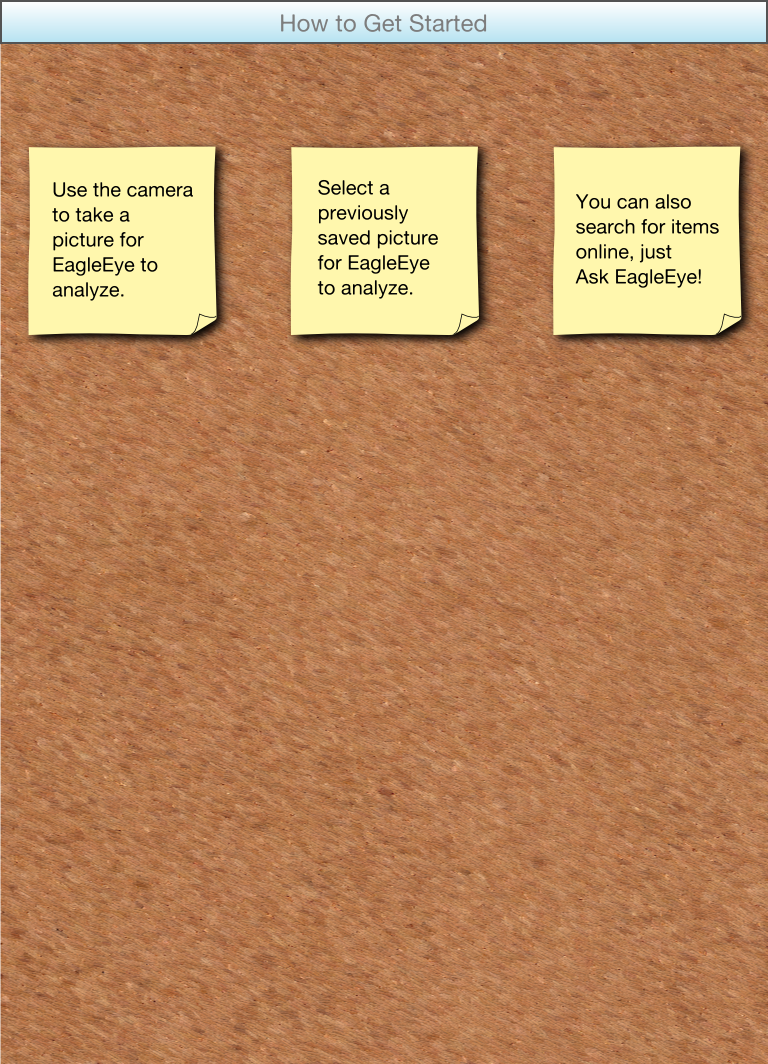 How to Get Started
Use the camera
to take a
picture for
EagleEye to
analyze.
Select a
previously
saved picture
for EagleEye
to analyze.
You can also
search for items
online, just
Ask EagleEye!